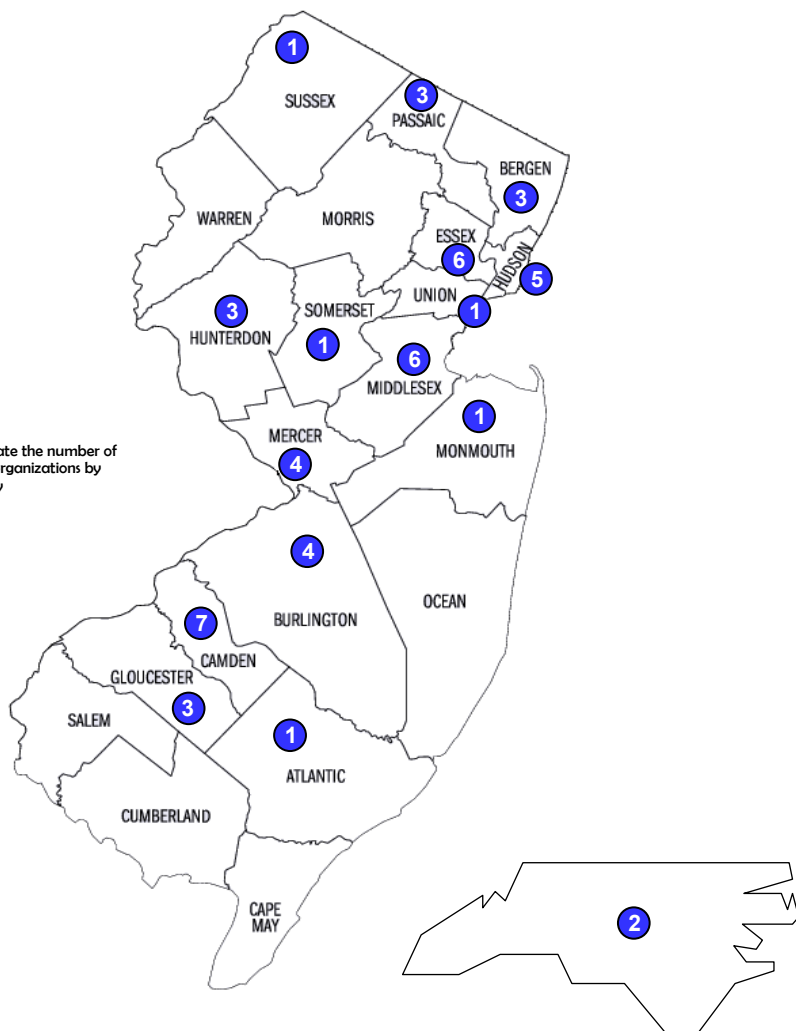 1
SUSSEX
3
PASSAIC
BERGEN
3
WARREN
MORRIS
ESSEX
6
HUDSON
5
UNION
1
3
HUNTERDON
SOMERSET
1
6
MIDDLESEX
1
MONMOUTH
MERCER
4
the number of
by
4
BURLINGTON
OCEAN
7
CAMDEN
GLOUCESTER
3
SALEM
1
ATLANTIC
CUMBERLAND
CAPE
MAY
2